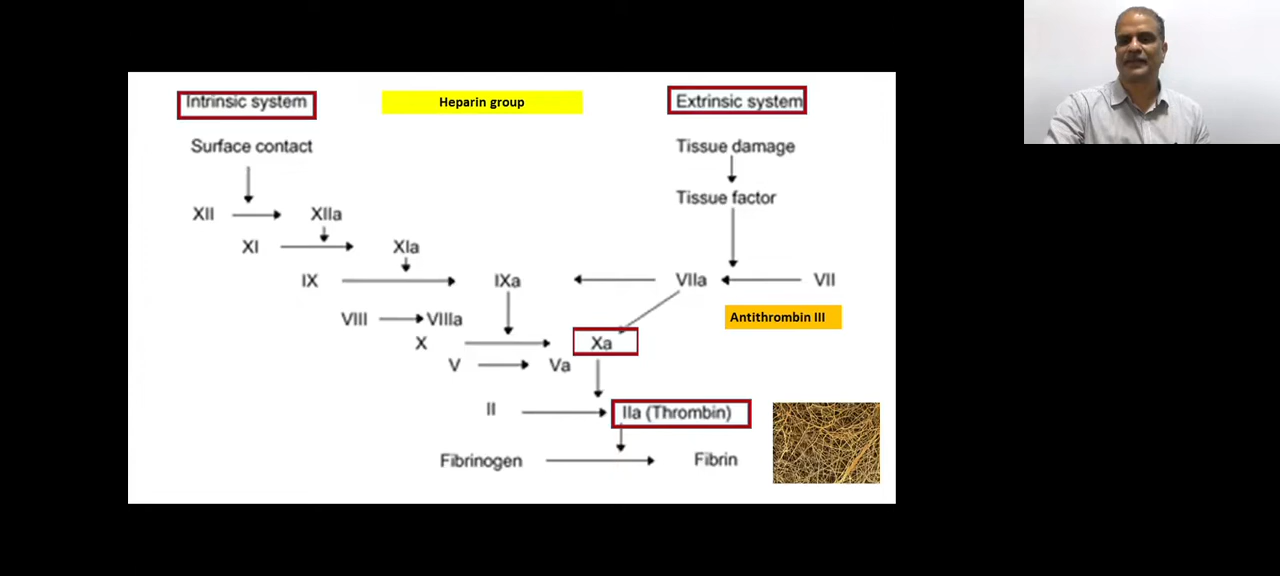 Intrinsic system
Heparin group
Extrinsic system
Surface contact
Tissue damage
Tissue factor
XII
XIIa
XI
XIa
IX
IXa
VIIa
VII
VIII
VIIIa
Antithrombin III
X
Xa
V
Va
II
IIa (Thrombin)
Fibrinogen
Fibrin